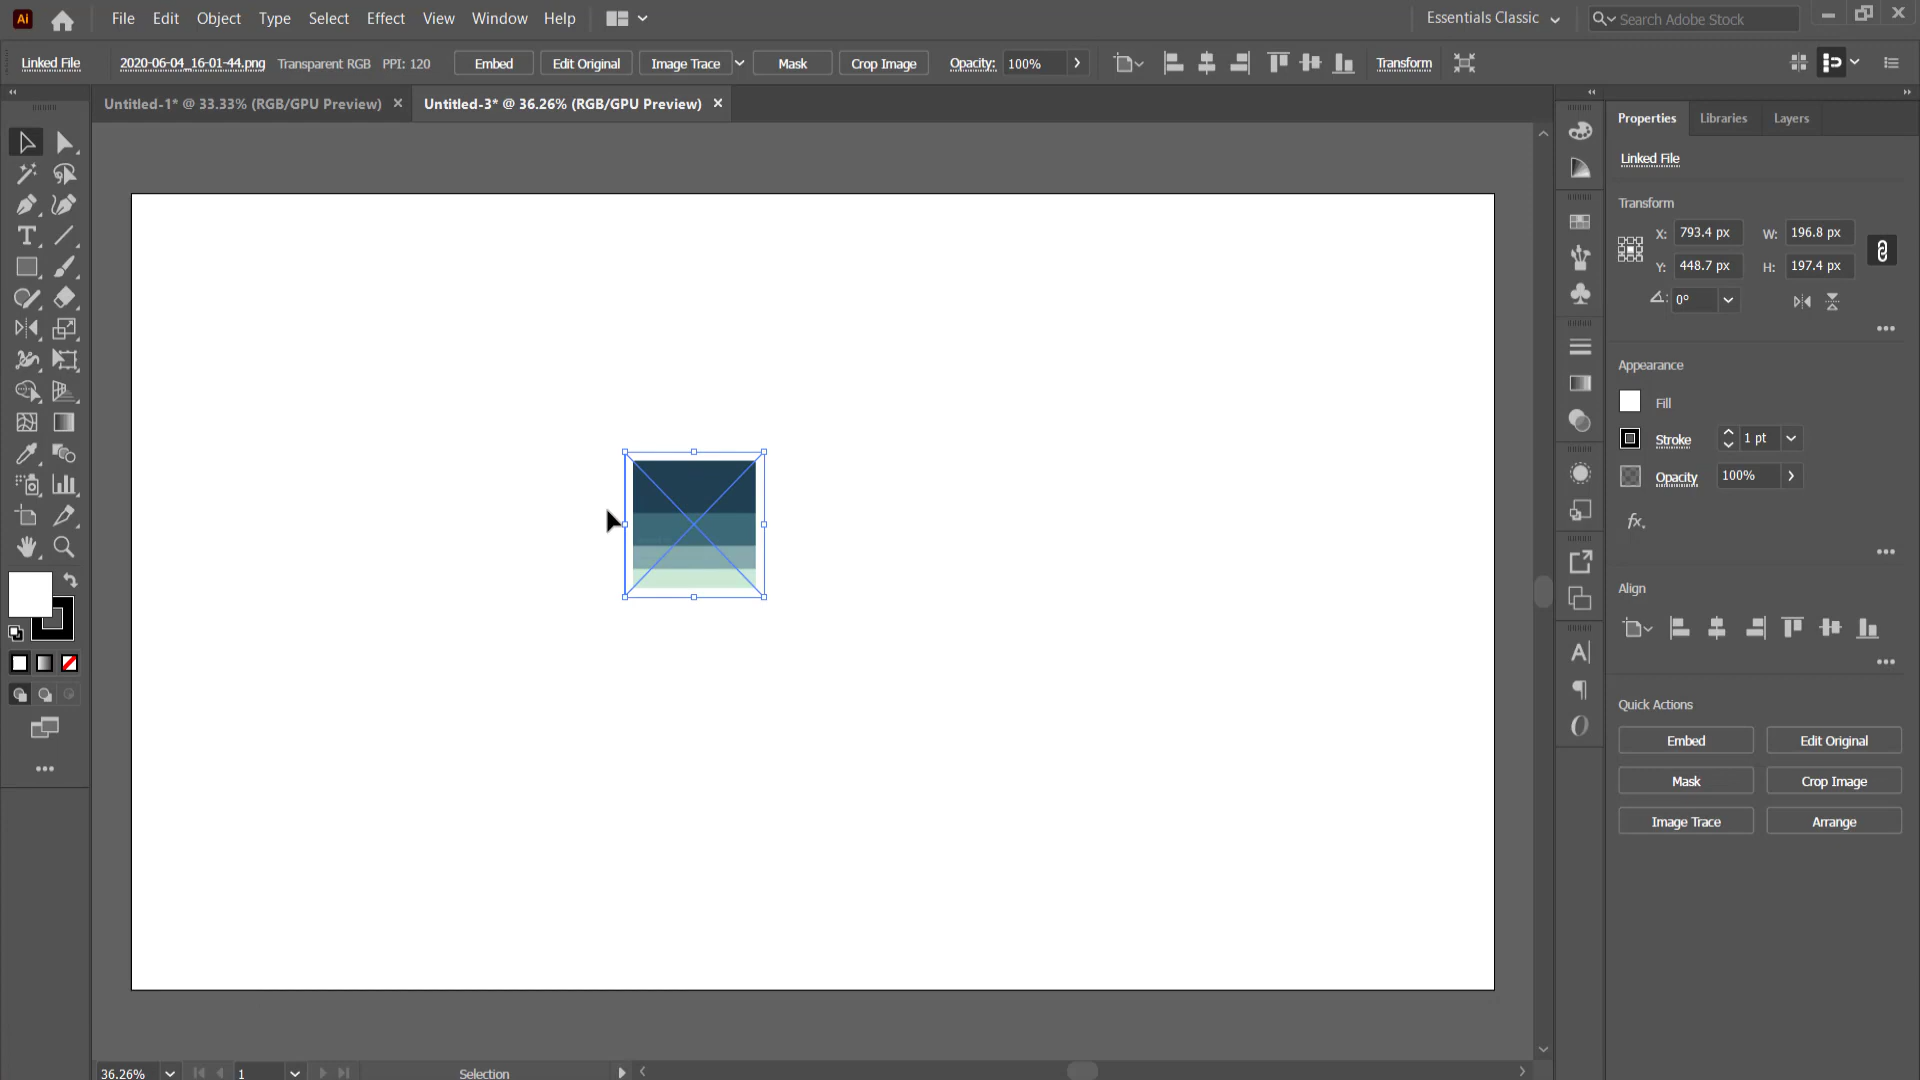 Ai File Edit Object Type Select Effect View Window Help Essentials Classic Search Adobe Stock
Linked File 2020-06-04_16-01-44.png Transparent RGB PPI: 120 Embed Edit Original Image Trace Mask Crop Image Opacity: 100% Transform
Untitled-1* @ 33.33% (RGB/GPU Preview) Untitled-3* @ 36.26% (RGB/GPU Preview)
Properties Libraries Layers
Linked File
Transform
X: 793.4 px W: 196.8 px
Y: 448.7 px H: 197.4 px
0°
Appearance
Fill
Stroke 1 pt
Opacity 100%
fx.
Align
Quick Actions
Embed Edit Original
Mask Crop Image
Image Trace Arrange
36.26% 1 Selection